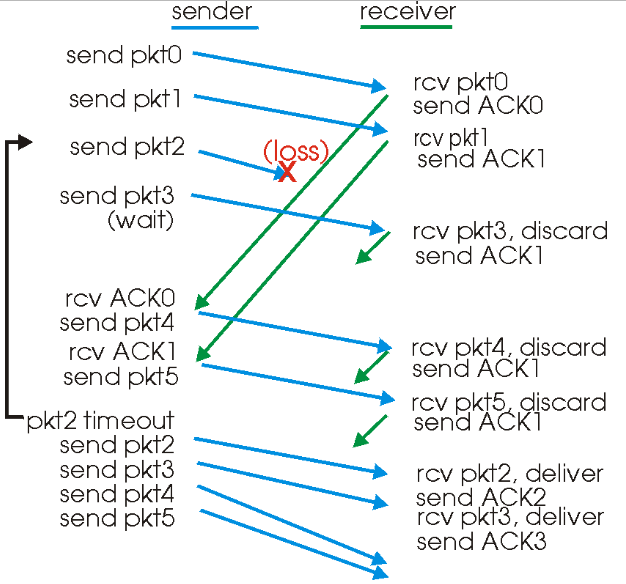 sender
receiver
send pkt0
send pkt1
send pkt2
(loss)
X
send pkt3
(wait)
rcv pkt0
send ACK0
rcv pkt1
send ACK1
rcv pkt3, discard
send ACK1
rcv ACK0
send pkt4
rcv ACK1
send pkt5
rcv pkt4, discard
send ACK1
rcv pkt5, discard
send ACK1
pkt2 timeout
send pkt2
send pkt3
send pkt4
send pkt5
rcv pkt2, deliver
send ACK2
rcv pkt3, deliver
send ACK3